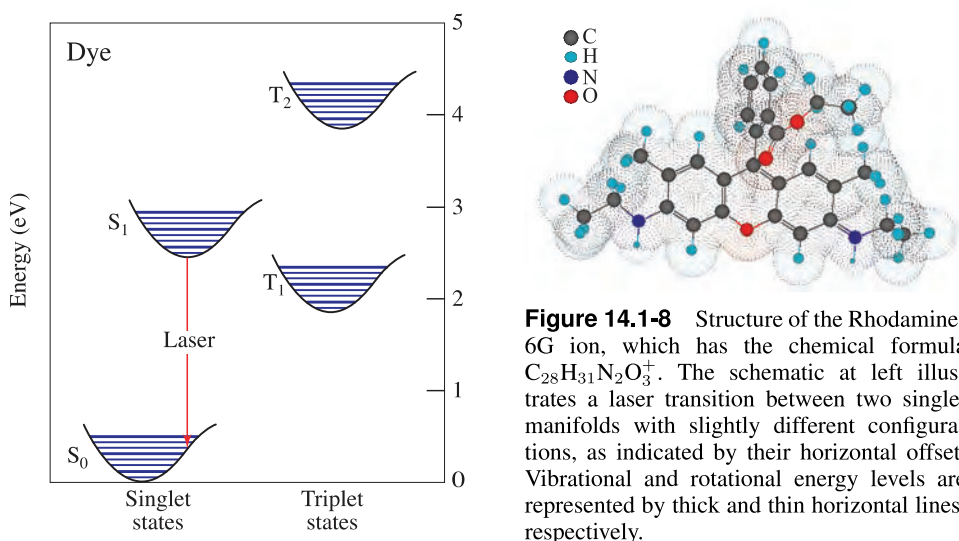 Dye
T2
S1
T1
Laser
S0
Singlet
states
Triplet
states
Energy (eV)
5
4
3
2
1
0
C
H
N
O
Figure 14.1-8 Structure of the Rhodamine
6G ion, which has the chemical formula
C28H31N2O3+. The schematic at left illus
trates a laser transition between two single
manifolds with slightly different configura
tions, as indicated by their horizontal offset
Vibrational and rotational energy levels are
represented by thick and thin horizontal lines
respectively.